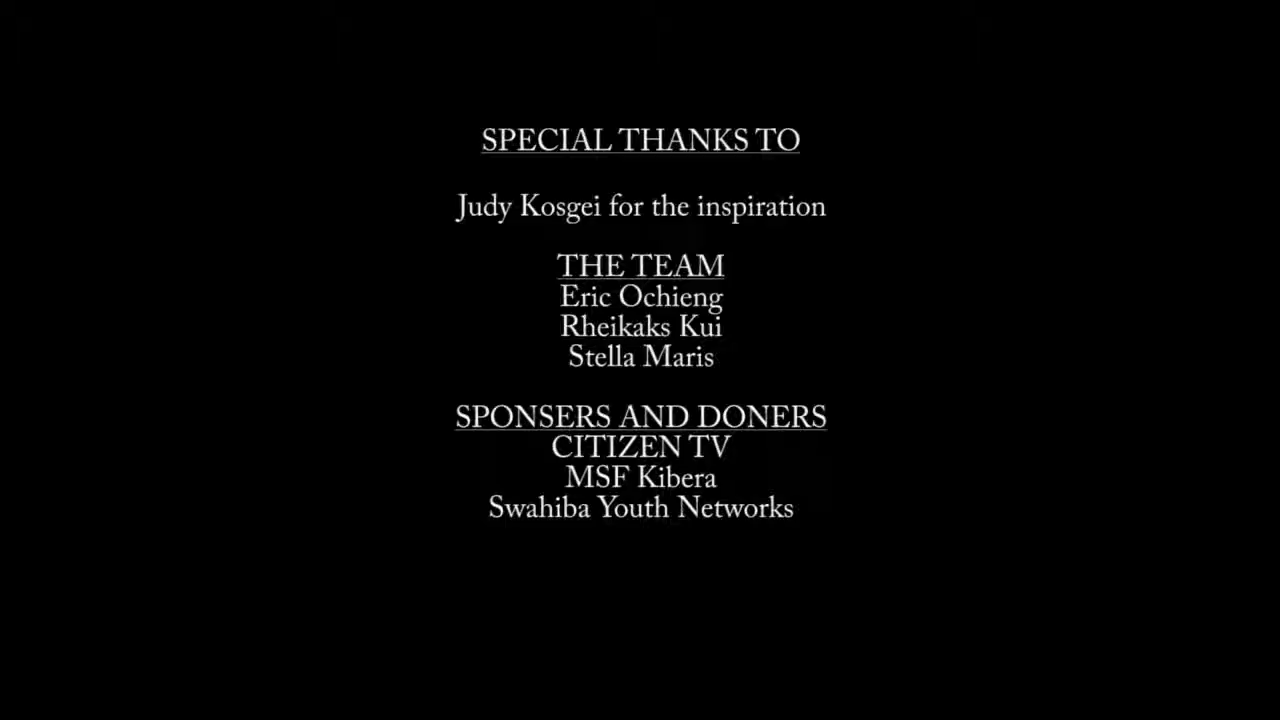 SPECIAL THANKS TO
Judy Kosgei for the inspiration
THE TEAM
Eric Ochieng
Rheikaks Kui
Stella Maris
SPONSERS AND DONERS
CITIZEN TV
MSF Kibera
Swahiba Youth Networks